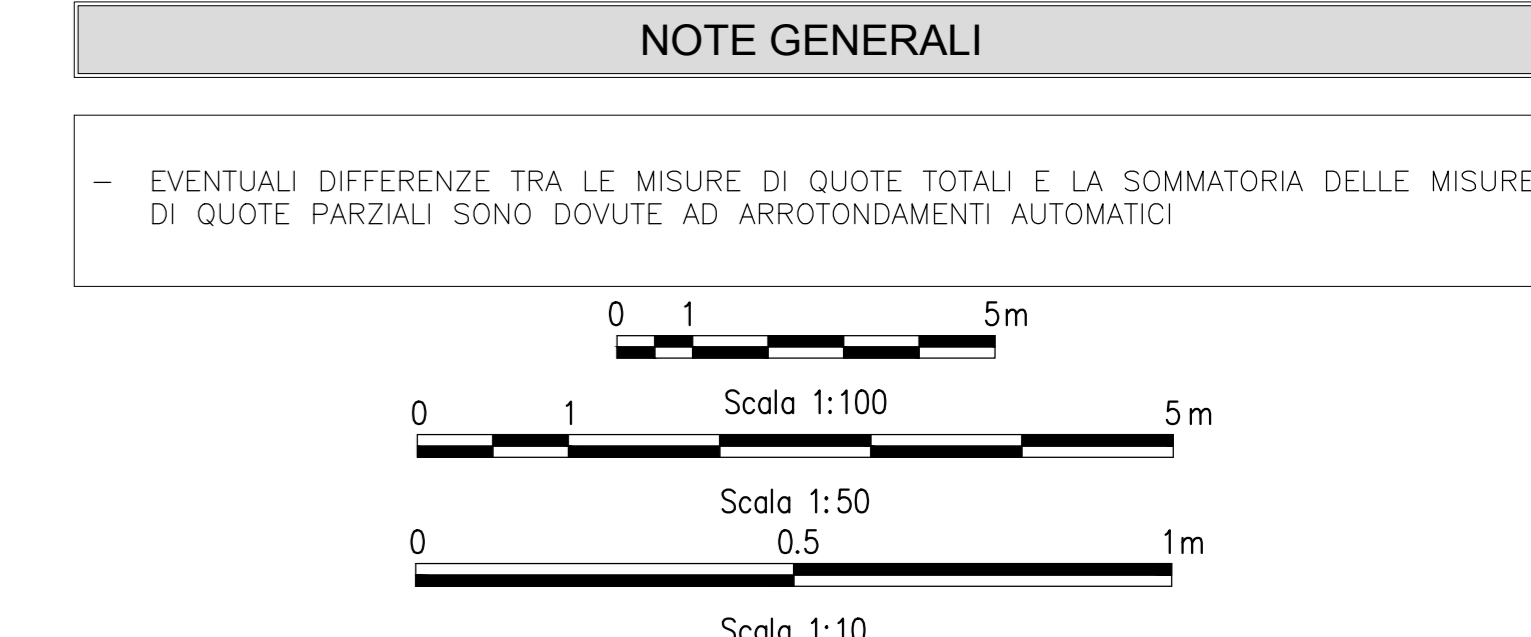 NOTE GENERALI
— EVENTUALI DIFFERENZE TRA LE MISURE DI QUOTE TOTALI E LA SOMMATORIA DELLE MISURE
DI QUOTE PARZIALI SONO DOVUTE AD ARROTONDAMENTI AUTOMATICI
0 1 5m
Scala 1:100
0 1 5m
Scala 1:50
0 0.5 1m
Scala 1:10